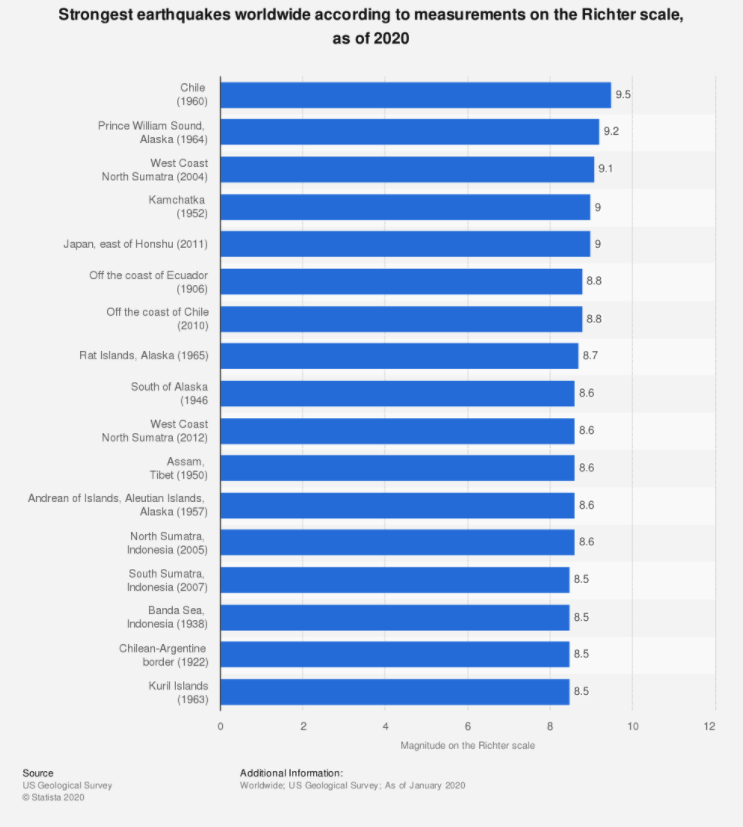 Strongest earthquakes worldwide according to measurements on the Richter scale,
as of 2020
Chile
(1960)
9.5
Prince William Sound,
Alaska (1964)
9.2
West Coast
North Sumatra (2004)
9.1
Kamchatka
(1952)
9
Japan, east of Honshu (2011)
9
Off the coast of Ecuador
(1906)
8.8
Off the coast of Chile
(2010)
8.8
Rat Islands, Alaska (1965)
8.7
South of Alaska
(1946
8.6
West Coast
North Sumatra (2012)
8.6
Assam,
Tibet (1950)
8.6
Andrean of Islands, Aleutian Islands,
Alaska (1957)
8.6
North Sumatra,
Indonesia (2005)
8.6
South Sumatra,
Indonesia (2007)
8.5
Banda Sea,
Indonesia (1938)
8.5
Chilean-Argentine
border (1922)
8.5
Kuril Islands
(1963)
8.5
0 2 4 6 8 10 12
Magnitude on the Richter scale
Source
US Geological Survey
© Statista 2020
Additional Information:
Worldwide; US Geological Survey; As of January 2020